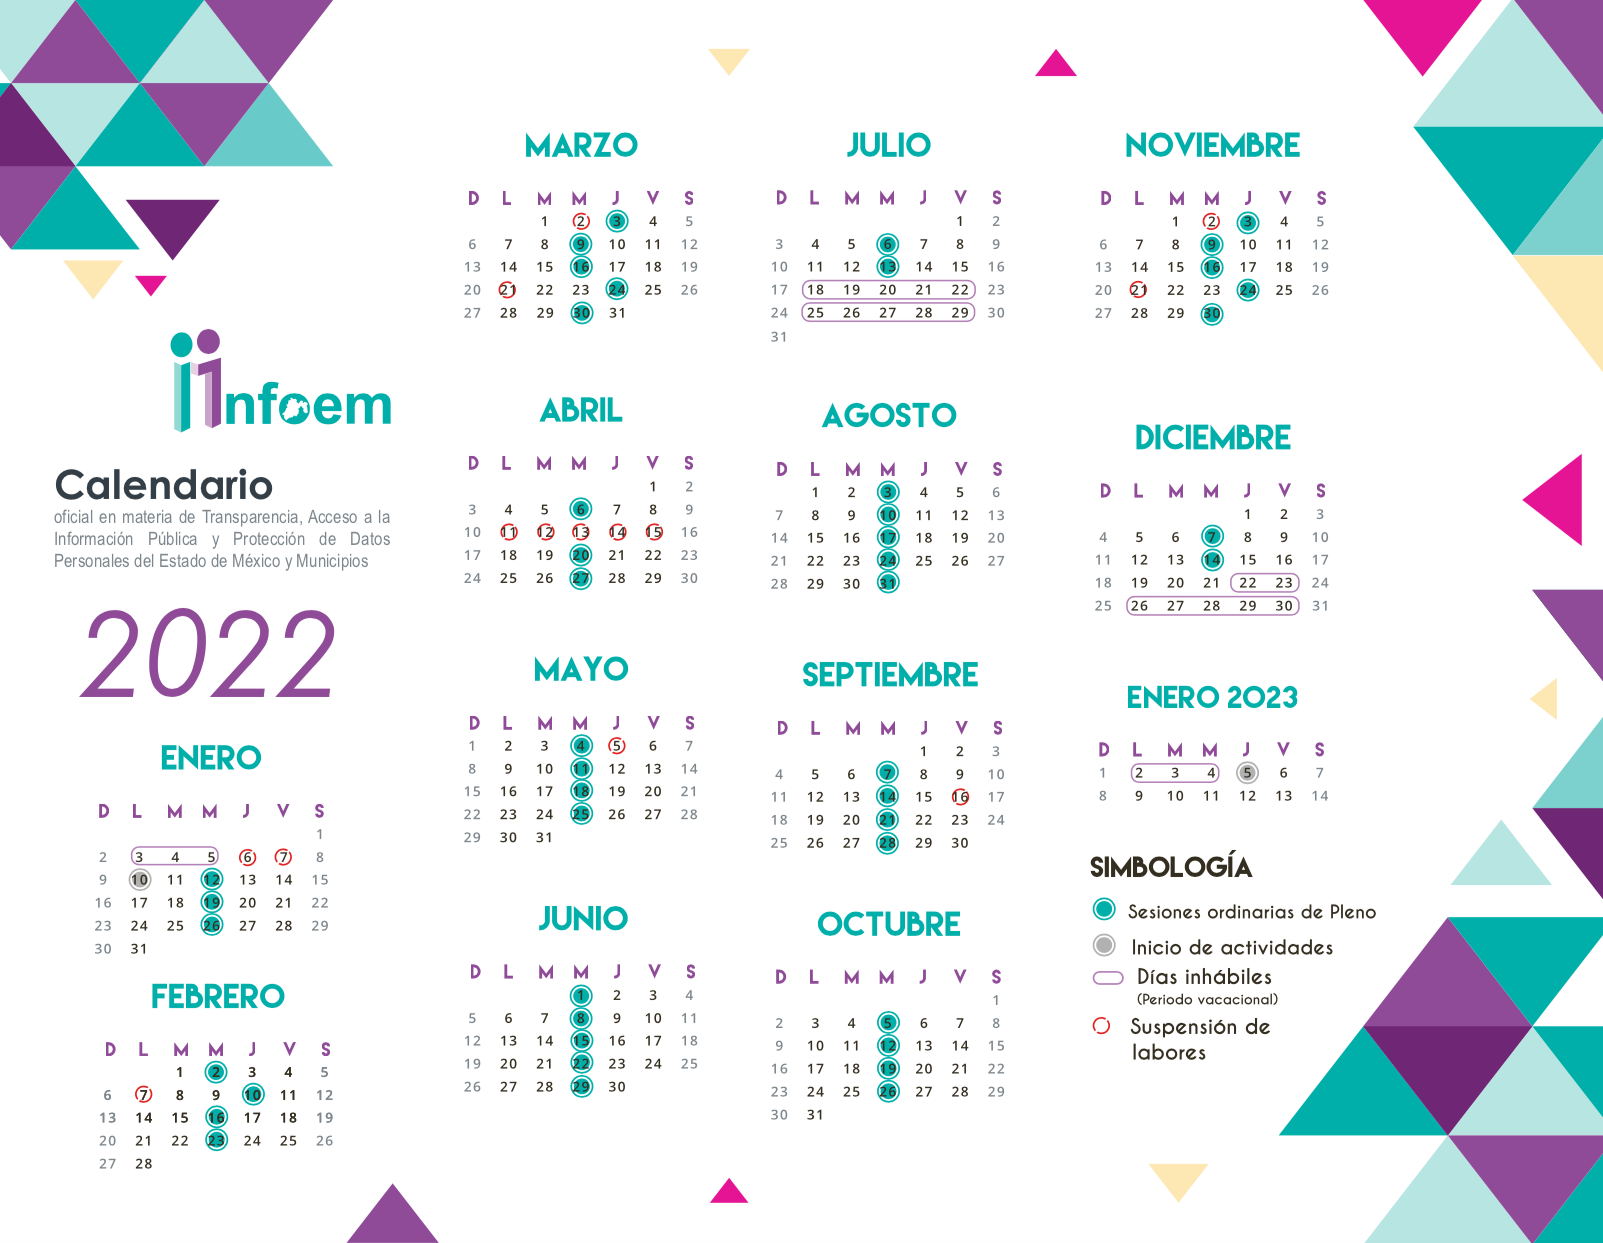 infoem
Calendario
oficial en materia de Transparencia, Acceso a la
Información Pública y Protección de Datos
Personales del Estado de México y Municipios
2022
ENERO
D L M M J V S
1
2 3 4 5 6 7 8
9 10 11 12 13 14 15
16 17 18 19 20 21 22
23 24 25 26 27 28 29
30 31
FEBRERO
D L M M J V S
1 2 3 4 5
6 7 8 9 10 11 12
13 14 15 16 17 18 19
20 21 22 23 24 25 26
27 28
MARZO
D L M M J V S
1 2 3 4 5
6 7 8 9 10 11 12
13 14 15 16 17 18 19
20 21 22 23 24 25 26
27 28 29 30 31
ABRIL
D L M M J V S
1 2
3 4 5 6 7 8 9
10 11 12 13 14 15 16
17 18 19 20 21 22 23
24 25 26 27 28 29 30
MAYO
D L M M J V S
1 2 3 4 5 6 7
8 9 10 11 12 13 14
15 16 17 18 19 20 21
22 23 24 25 26 27 28
29 30 31
JUNIO
D L M M J V S
1 2 3 4
5 6 7 8 9 10 11
12 13 14 15 16 17 18
19 20 21 22 23 24 25
26 27 28 29 30
JULIO
D L M M J V S
1 2
3 4 5 6 7 8 9
10 11 12 13 14 15 16
17 18 19 20 21 22 23
24 25 26 27 28 29 30
31
AGOSTO
D L M M J V S
1 2 3 4 5 6
7 8 9 10 11 12 13
14 15 16 17 18 19 20
21 22 23 24 25 26 27
28 29 30 31
SEPTIEMBRE
D L M M J V S
1 2 3
4 5 6 7 8 9 10
11 12 13 14 15 16 17
18 19 20 21 22 23 24
25 26 27 28 29 30
OCTUBRE
D L M M J V S
1
2 3 4 5 6 7 8
9 10 11 12 13 14 15
16 17 18 19 20 21 22
23 24 25 26 27 28 29
30 31
NOVIEMBRE
D L M M J V S
1 2 3 4 5
6 7 8 9 10 11 12
13 14 15 16 17 18 19
20 21 22 23 24 25 26
27 28 29 30
DICIEMBRE
D L M M J V S
1 2 3
4 5 6 7 8 9 10
11 12 13 14 15 16 17
18 19 20 21 22 23 24
25 26 27 28 29 30 31
ENERO 2023
D L M M J V S
1 2 3 4 5 6 7
8 9 10 11 12 13 14
SIMBOLOGÍA
Sesiones ordinarias de Pleno
Inicio de actividades
Días inhábiles
(Periodo vacacional)
Suspensión de
labores